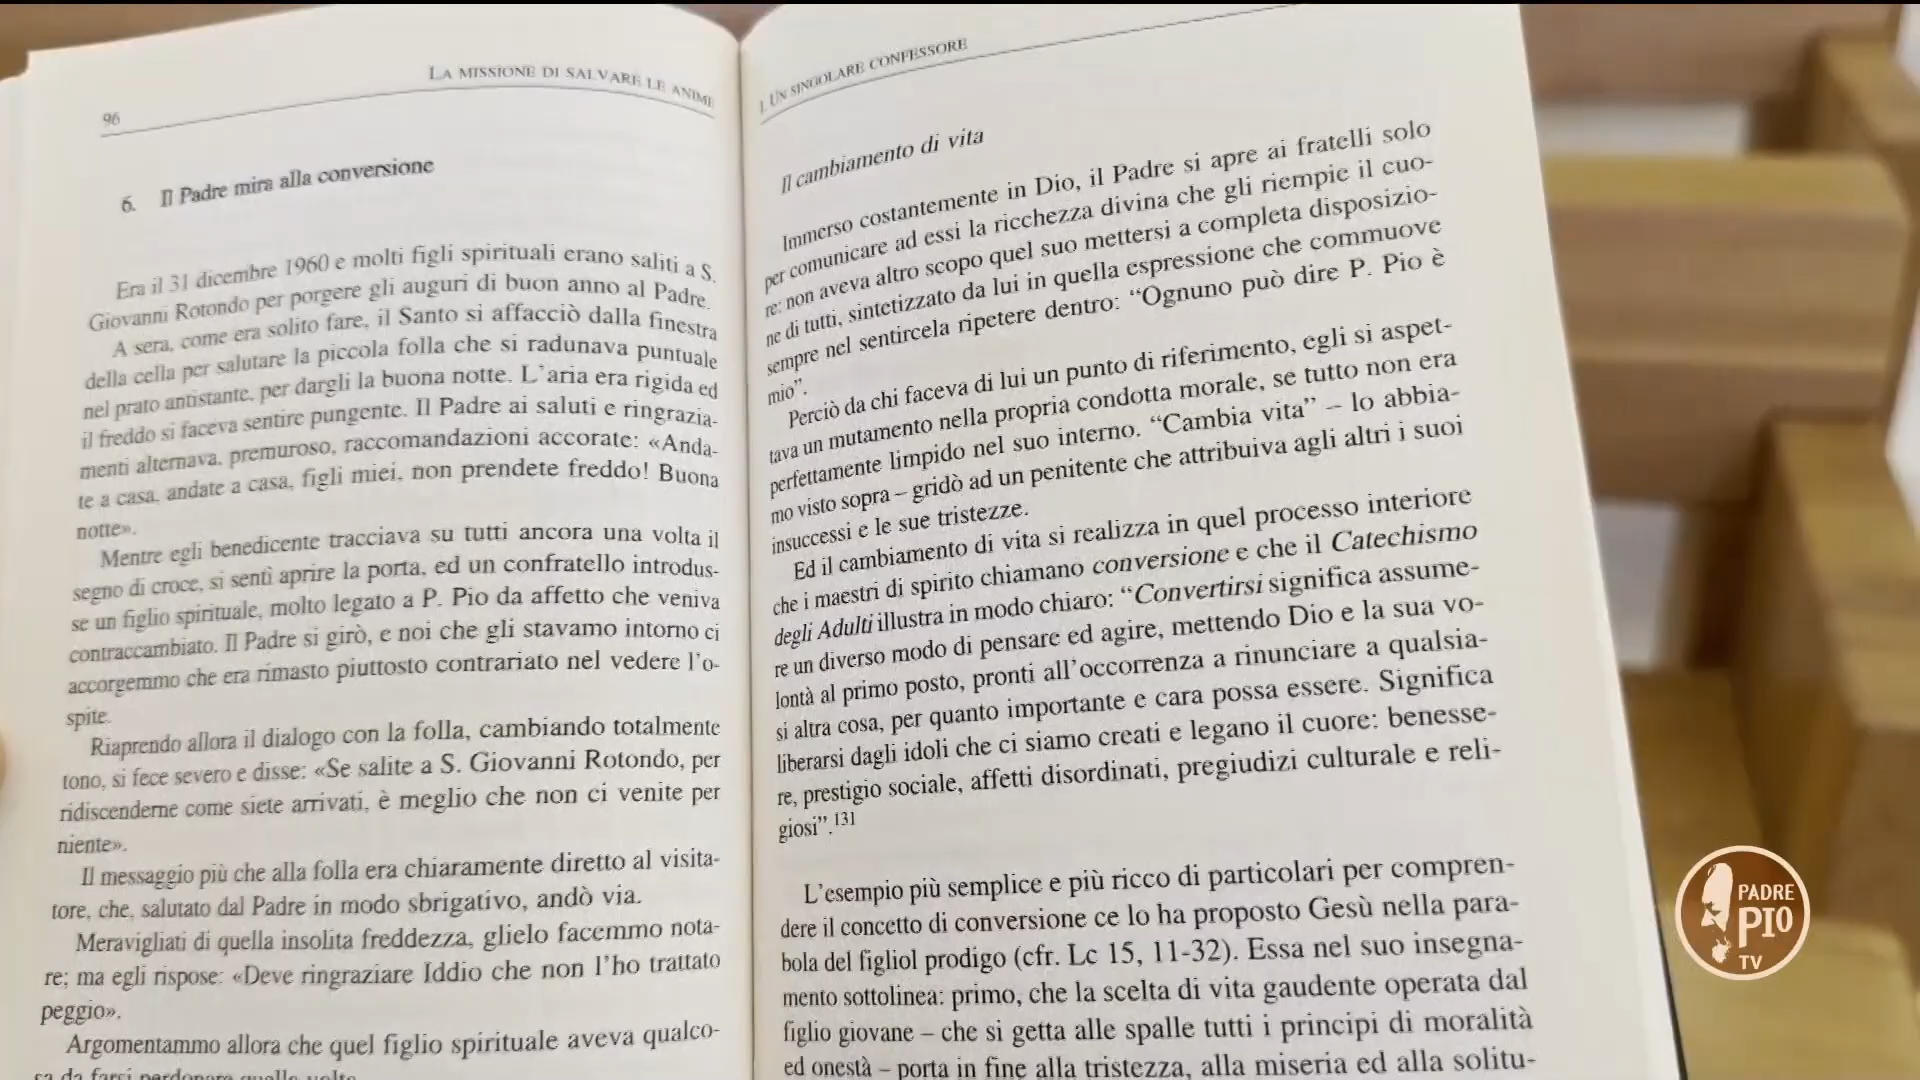 96
LA MISSIONE DI SALVARE LE ANIME
6. Il Padre mira alla conversione
Era il 31 dicembre 1960 e molti figli spirituali erano saliti a S.
Giovanni Rotondo per porgere gli auguri di buon anno al Padre.
A sera, come era solito fare, il Santo si affacciò dalla finestra
della cella per salutare la piccola folla che si radunava puntuale
nel prato antistante, per dargli la buona notte. L'aria era rigida ed
il freddo si faceva sentire pungente. Il Padre ai saluti e ringrazia-
menti alternava, premuroso, raccomandazioni accorate: «Anda-
te a casa, andate a casa, figli miei, non prendete freddo! Buona
notte».
Mentre egli benedicente tracciava su tutti ancora una volta il
segno di croce, si sentì aprire la porta, ed un confratello introdus-
se un figlio spirituale, molto legato a P. Pio da affetto che veniva
contraccambiato. Il Padre si girò, e noi che gli stavamo intorno ci
accorgemmo che era rimasto piuttosto contrariato nel vedere l'o-
spite.
Riaprendo allora il dialogo con la folla, cambiando totalmente
tono, si fece severo e disse: «Se salite a S. Giovanni Rotondo, per
ridiscenderne come siete arrivati, è meglio che non ci venite per
niente».
Il messaggio più che alla folla era chiaramente diretto al visita-
tore, che, salutato dal Padre in modo sbrigativo, andò via.
Meravigliati di quella insolita freddezza, glielo facemmo nota-
re; ma egli rispose: «Deve ringraziare Iddio che non l'ho trattato
peggio».
Argomentammo allora che quel figlio spirituale aveva qualco-
sa da farsi perdonare quella volta
1. UN SINGOLARE CONFESSORE
Il cambiamento di vita
Immerso costantemente in Dio, il Padre si apre ai fratelli solo
per comunicare ad essi la ricchezza divina che gli riempie il cuo-
re: non aveva altro scopo quel suo mettersi a completa disposizio-
ne di tutti, sintetizzato da lui in quella espressione che commuove
sempre nel sentircela ripetere dentro: "Ognuno può dire P. Pio è
mio".
Perciò da chi faceva di lui un punto di riferimento, egli si aspet-
tava un mutamento nella propria condotta morale, se tutto non era
perfettamente limpido nel suo interno. "Cambia vita" – lo abbia-
mo visto sopra – gridò ad un penitente che attribuiva agli altri i suoi
insuccessi e le sue tristezze.
Ed il cambiamento di vita si realizza in quel processo interiore
che i maestri di spirito chiamano conversione e che il Catechismo
degli Adulti illustra in modo chiaro: "Convertirsi significa assume-
re un diverso modo di pensare ed agire, mettendo Dio e la sua vo-
lontà al primo posto, pronti all'occorrenza a rinunciare a qualsia-
si altra cosa, per quanto importante e cara possa essere. Significa
liberarsi dagli idoli che ci siamo creati e legano il cuore: benesse-
re, prestigio sociale, affetti disordinati, pregiudizi culturale e reli-
giosi".131
L'esempio più semplice e più ricco di particolari per compren-
dere il concetto di conversione ce lo ha proposto Gesù nella para-
bola del figliol prodigo (cfr. Lc 15, 11-32). Essa nel suo insegna-
mento sottolinea: primo, che la scelta di vita gaudente operata dal
figlio giovane – che si getta alle spalle tutti i principi di moralità
ed onestà – porta in fine alla tristezza, alla miseria ed alla solitu-
PADRE
PIO
TV